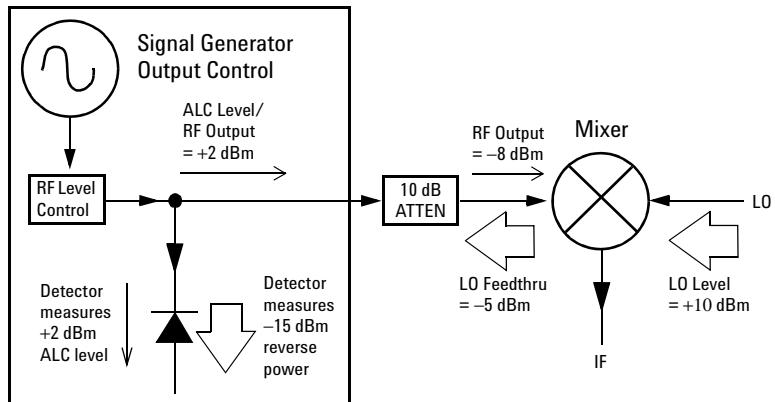 Signal Generator
Output Control
ALC Level/
RF Output
= +2 dBm
RF Output
= −8 dBm
Mixer
RF Level
Control
10 dB
ATTEN
LO
LO Feedthru
= −5 dBm
LO Level
= +10 dBm
Detector
measures
+2 dBm
ALC level
Detector
measures
−15 dBm
reverse
power
IF